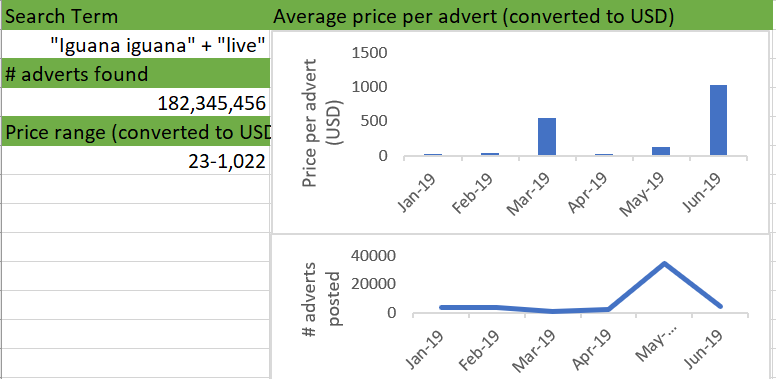 Search Term
Average price per advert (converted to USD)
"Iguana iguana" + "live"
# adverts found
182,345,456
Price range (converted to USD
23-1,022
Price per advert
(USD)
1500
1000
500
0
Jan-19
Feb-19
Mar-19
Apr-19
May-19
Jun-19
# adverts
posted
40000
20000
0
Jan-19
Feb-19
Mar-19
Apr-19
May-...
Jun-19